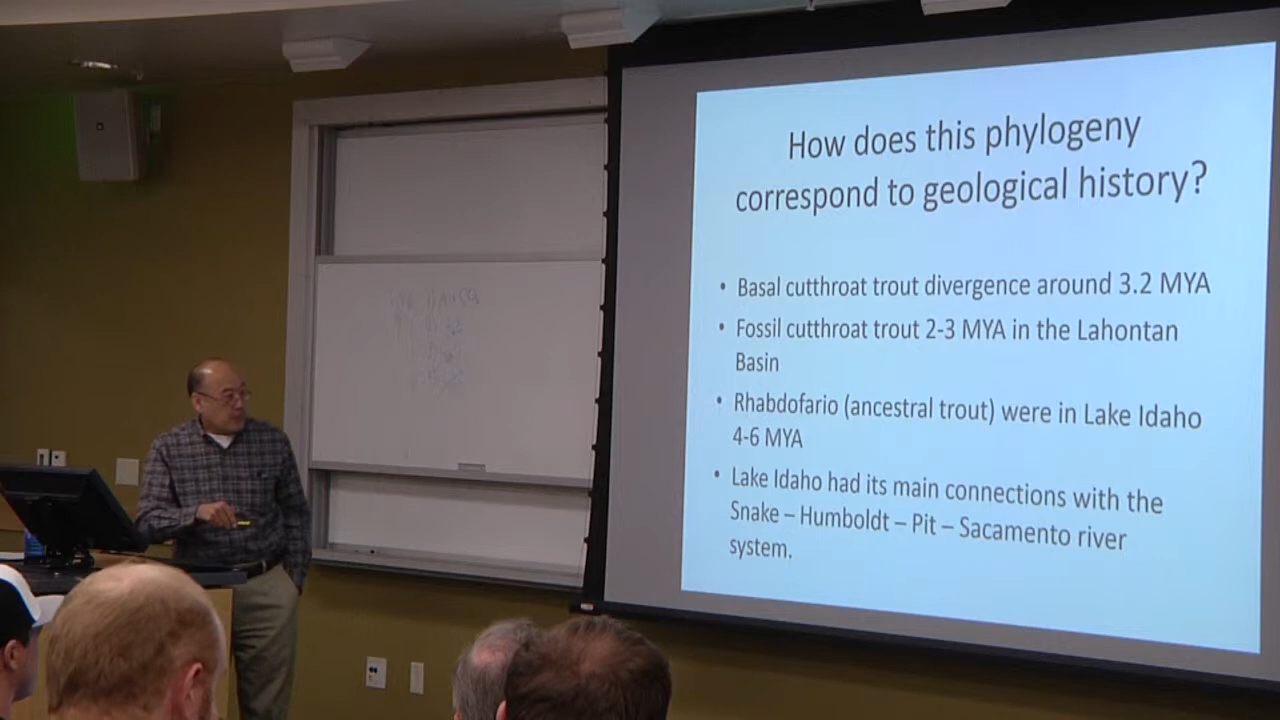 How does this phylogeny
correspond to geological history?
• Basal cutthroat trout divergence around 3.2 MYA
• Fossil cutthroat trout 2-3 MYA in the Lahontan
Basin
• Rhabdofario (ancestral trout) were in Lake Idaho
4-6 MYA
• Lake Idaho had its main connections with the
Snake – Humboldt – Pit – Sacamento river
system.